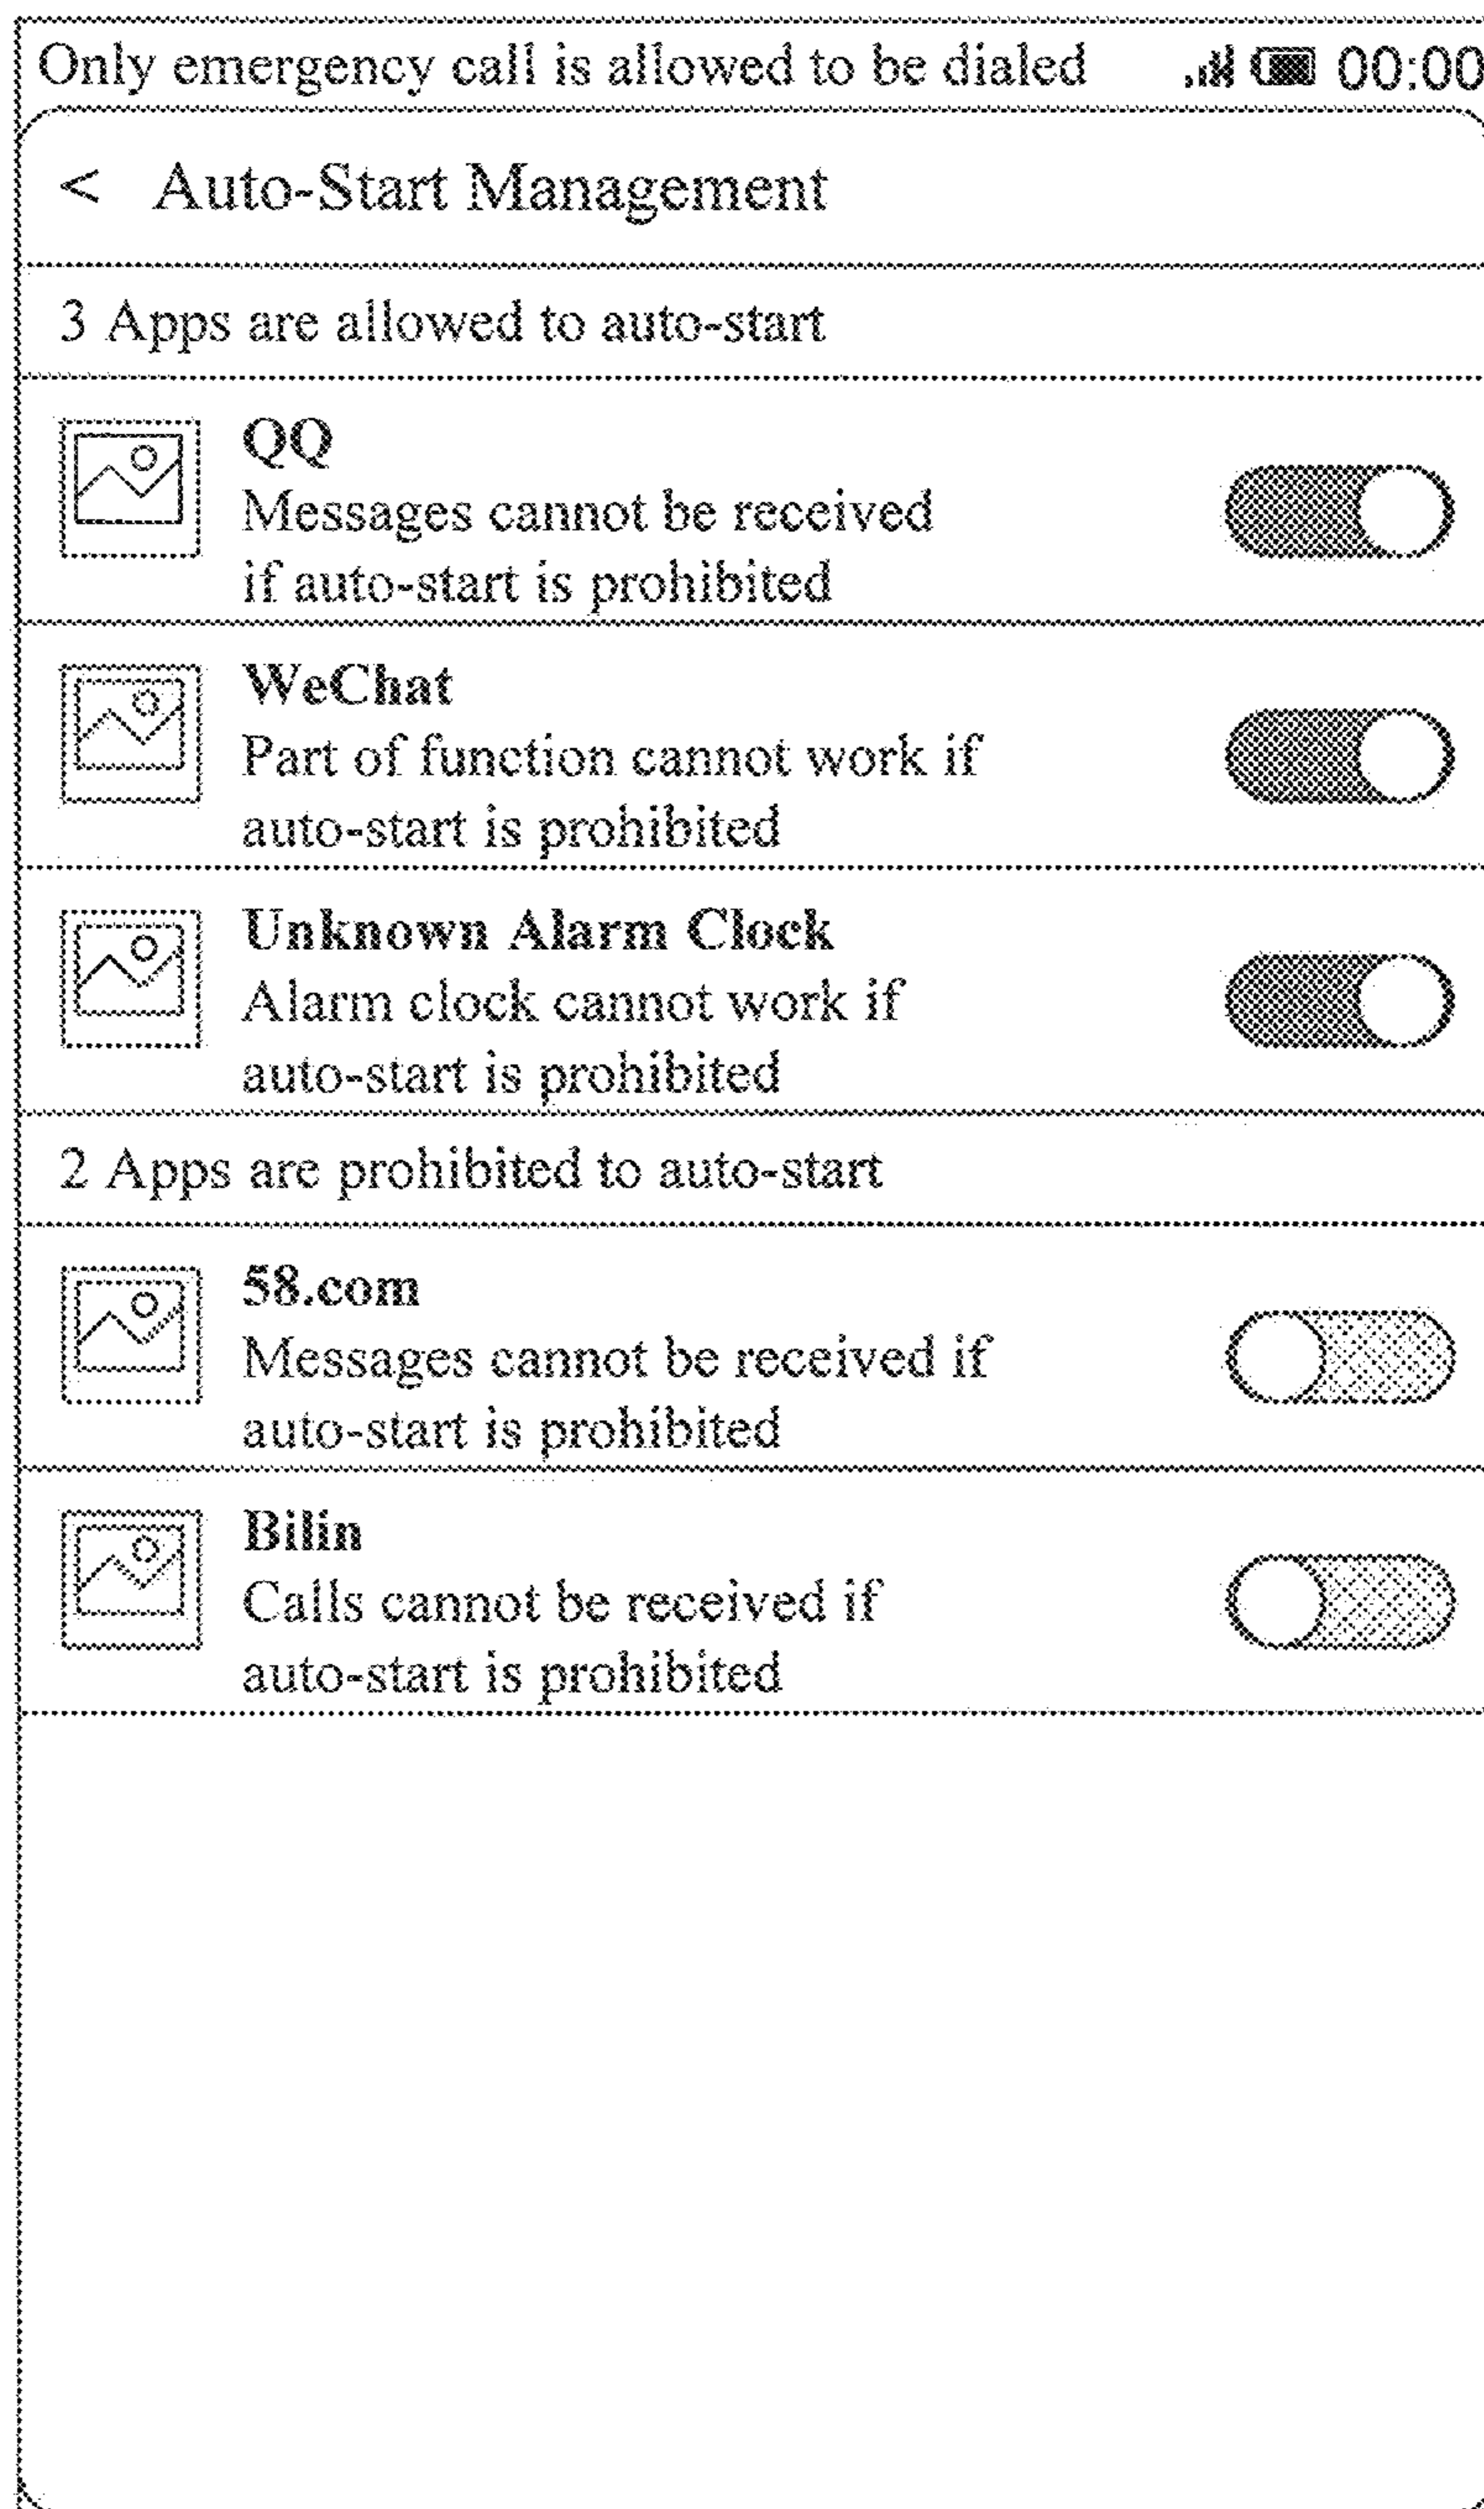 Only emergency call is allowed to be dialed 00:00
< Auto-Start Management
3 Apps are allowed to auto-start
QQ
Messages cannot be received
if auto-start is prohibited
WeChat
Part of function cannot work if
auto-start is prohibited
Unknown Alarm Clock
Alarm clock cannot work if
auto-start is prohibited
2 Apps are prohibited to auto-start
58.com
Messages cannot be received if
auto-start is prohibited
Bilin
Calls cannot be received if
auto-start is prohibited